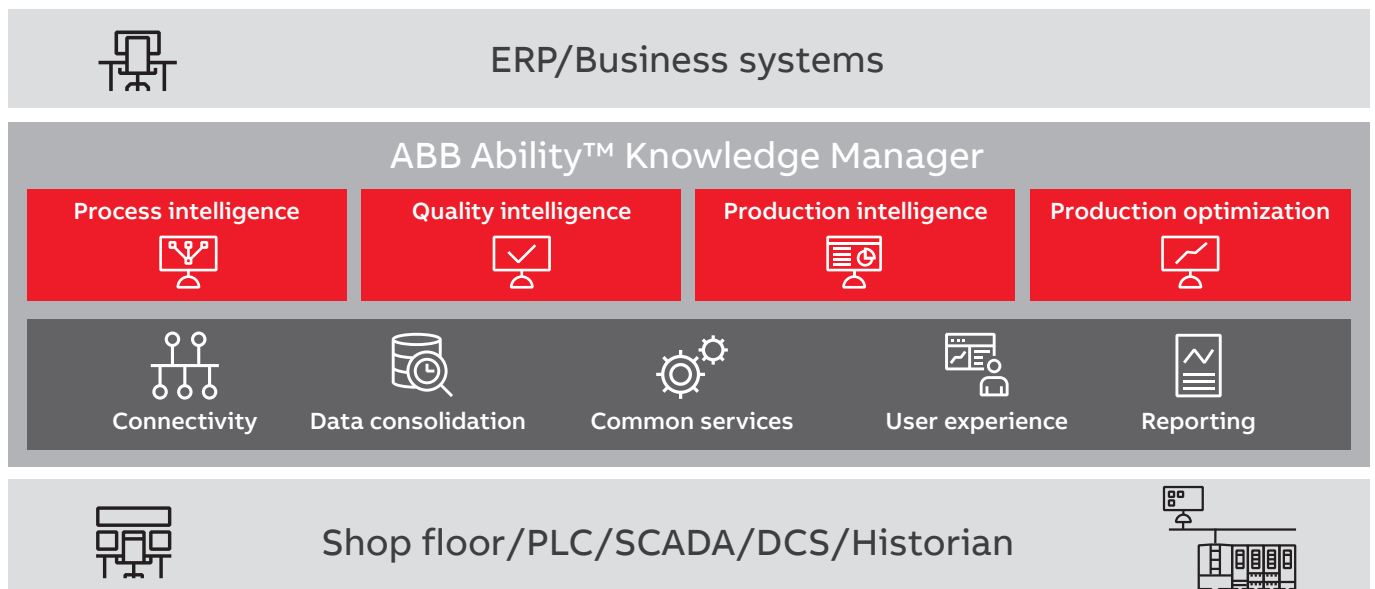 ERP/Business systems
ABB Ability™ Knowledge Manager
Process intelligence
Quality intelligence
Production intelligence
Production optimization
Connectivity
Data consolidation
Common services
User experience
Reporting
Shop floor/PLC/SCADA/DCS/Historian